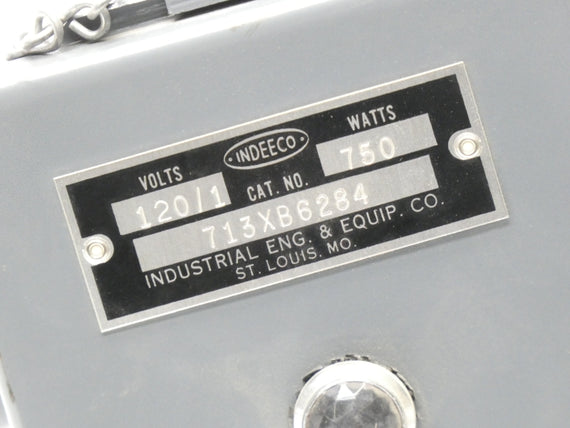 INDEECO
VOLTS WATTS
120/1 CAT. NO. 750
713XB6284
INDUSTRIAL ENG. & EQUIP. CO.
ST. LOUIS. MO.